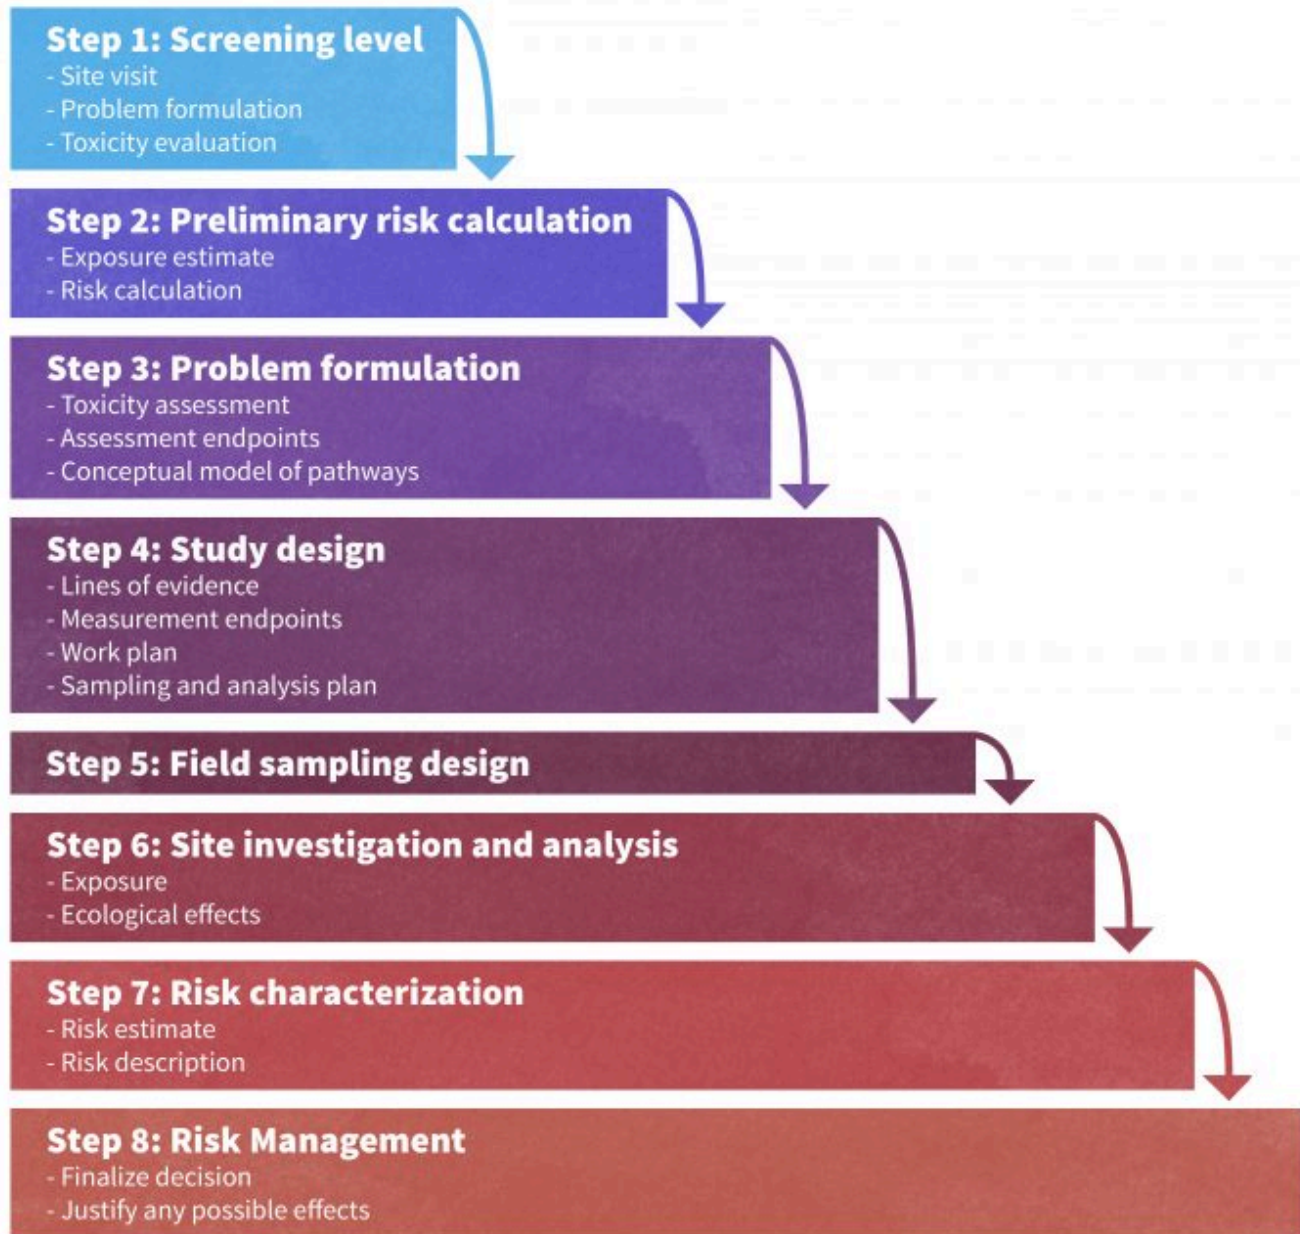 Step 1: Screening level
- Site visit
- Problem formulation
- Toxicity evaluation
Step 2: Preliminary risk calculation
- Exposure estimate
- Risk calculation
Step 3: Problem formulation
- Toxicity assessment
- Assessment endpoints
- Conceptual model of pathways
Step 4: Study design
- Lines of evidence
- Measurement endpoints
- Work plan
- Sampling and analysis plan
Step 5: Field sampling design
Step 6: Site investigation and analysis
- Exposure
- Ecological effects
Step 7: Risk characterization
- Risk estimate
- Risk description
Step 8: Risk Management
- Finalize decision
- Justify any possible effects